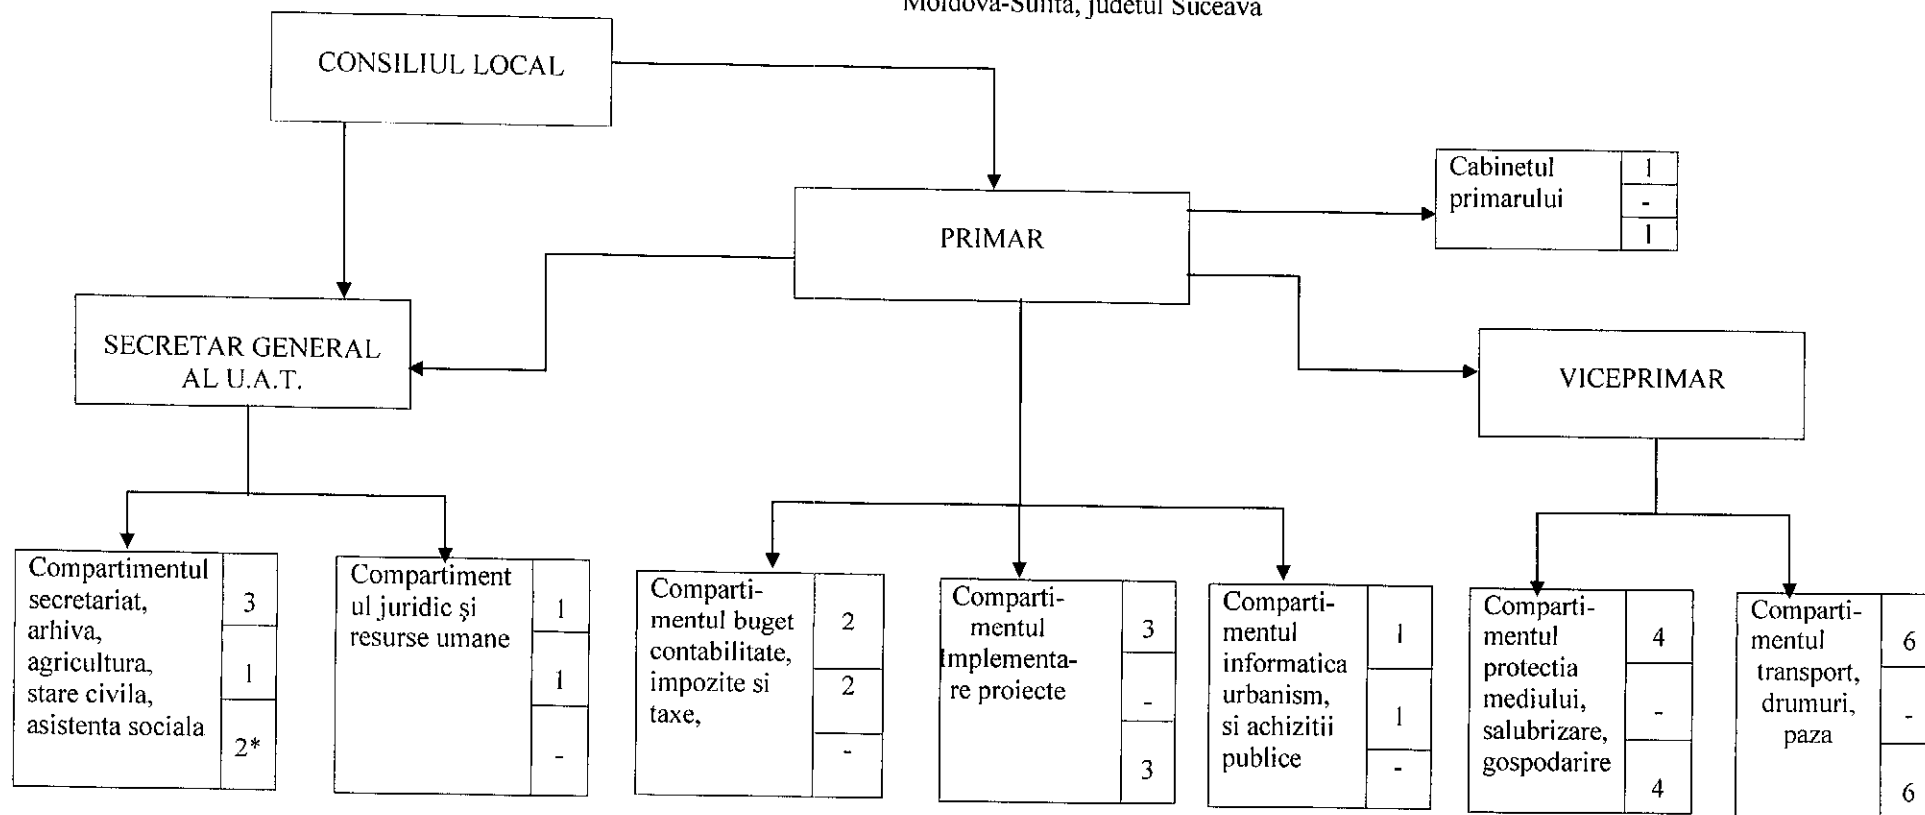 Moldova-Sulita, judetul Suceava
CONSILIUL LOCAL
Cabinetul
primarului
1
-
1
PRIMAR
SECRETAR GENERAL
AL U.A.T.
VICEPRIMAR
Compartimentul
secretariat,
arhiva,
agricultura,
stare civila,
asistenta sociala
3
1
2*
Compartiment
ul juridic și
resurse umane
1
1
-
Comparti-
mentul buget
contabilitate,
impozite si
taxe,
2
2
-
Comparti-
mentul
Implementa-
re proiecte
3
-
3
Comparti-
mentul
informatica
urbanism,
si achizitii
publice
1
1
-
Comparti-
mentul
protectia
mediului,
salubrizare,
gospodarire
4
-
4
Comparti-
mentul
transport,
drumuri,
paza
6
-
6